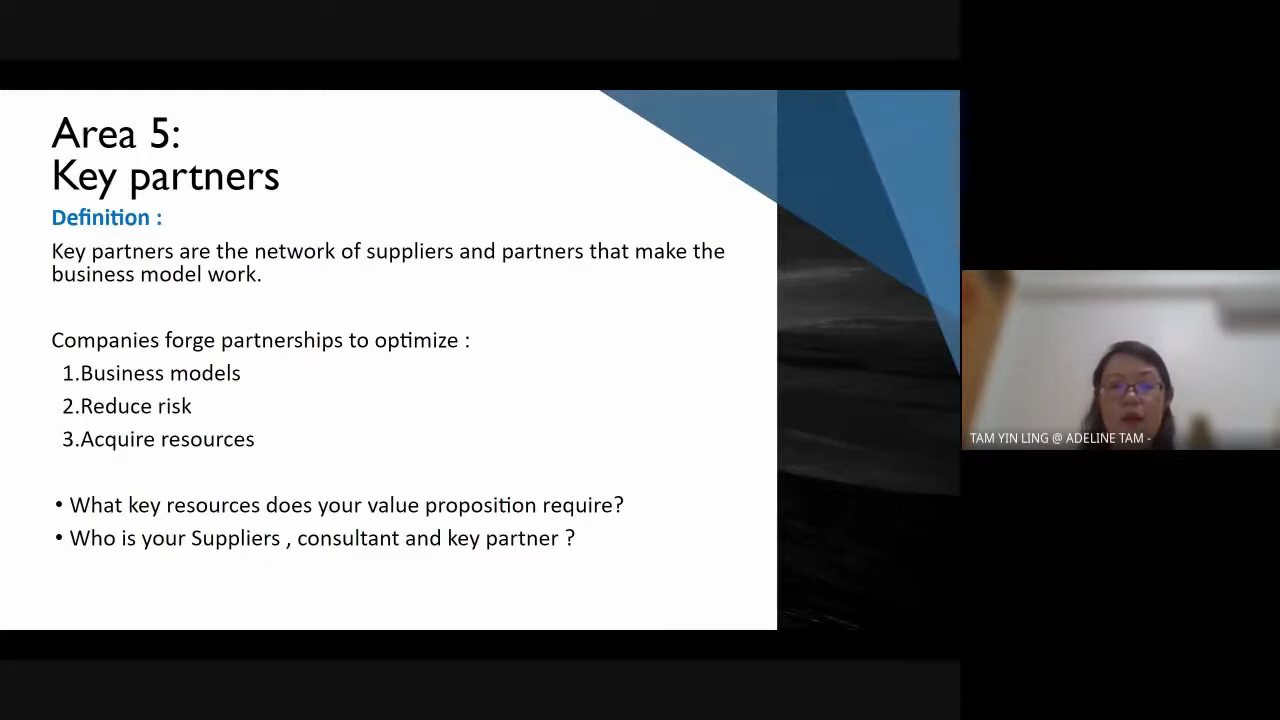 Area 5:
Key partners
Definition :
Key partners are the network of suppliers and partners that make the
business model work.
Companies forge partnerships to optimize :
1.Business models
2.Reduce risk
3.Acquire resources
• What key resources does your value proposition require?
• Who is your Suppliers , consultant and key partner ?
TAM YIN LING @ ADELINE TAM -